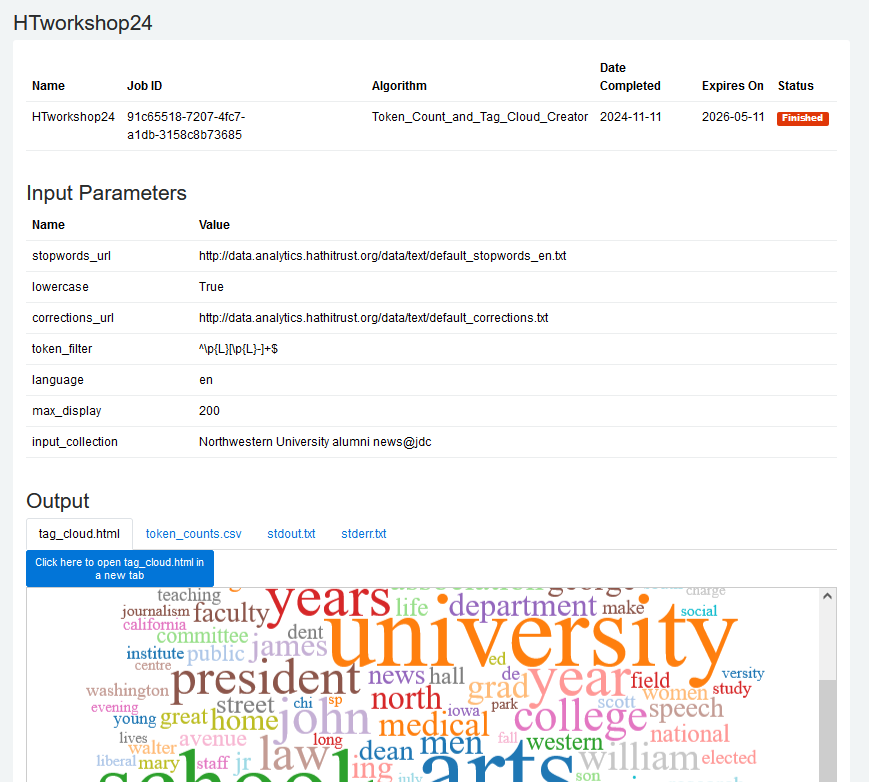 HTworkshop24
Date
Name Job ID Algorithm Completed Expires On Status
HTworkshop24 91c65518-7207-4fc7- Token_Count_and_Tag_Cloud_Creator 2024-11-11 2026-05-11 Finished
a1db-3158c8b73685
Input Parameters
Name Value
stopwords_url http://data.analytics.hathitrust.org/data/text/default_stopwords_en.txt
lowercase True
corrections_url http://data.analytics.hathitrust.org/data/text/default_corrections.txt
token_filter ^\p{L}[\p{L}-]+$
language en
max_display 200
input_collection Northwestern University alumni news@jdc
Output
tag_cloud.html token_counts.csv stdout.txt stderr.txt
Click here to open tag_cloud.html in
a new tab
teaching years association george charge
journalism faculty life department make social
california committee dent university
institute public james ed
centre president news hall de versity
washington grad year field study
evening street chi sp north iowa park scott women
young great home john medical college speech
lives avenue long men fall western national
walter law dean arts william elected
liberal mary staff jr ing son
school july